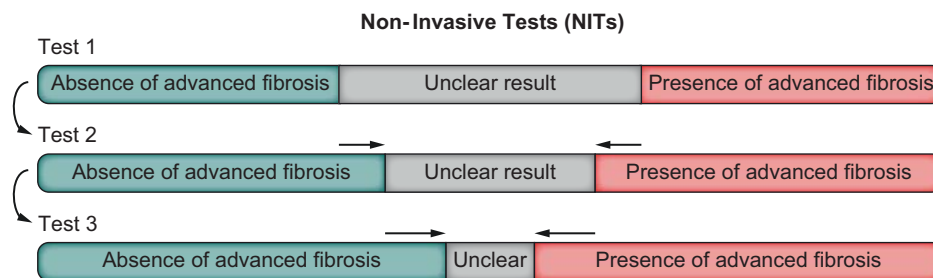 Non-Invasive Tests (NITs)
Test 1
Absence of advanced fibrosis Unclear result Presence of advanced fibrosis
Test 2
Absence of advanced fibrosis Unclear result Presence of advanced fibrosis
Test 3
Absence of advanced fibrosis Unclear Presence of advanced fibrosis